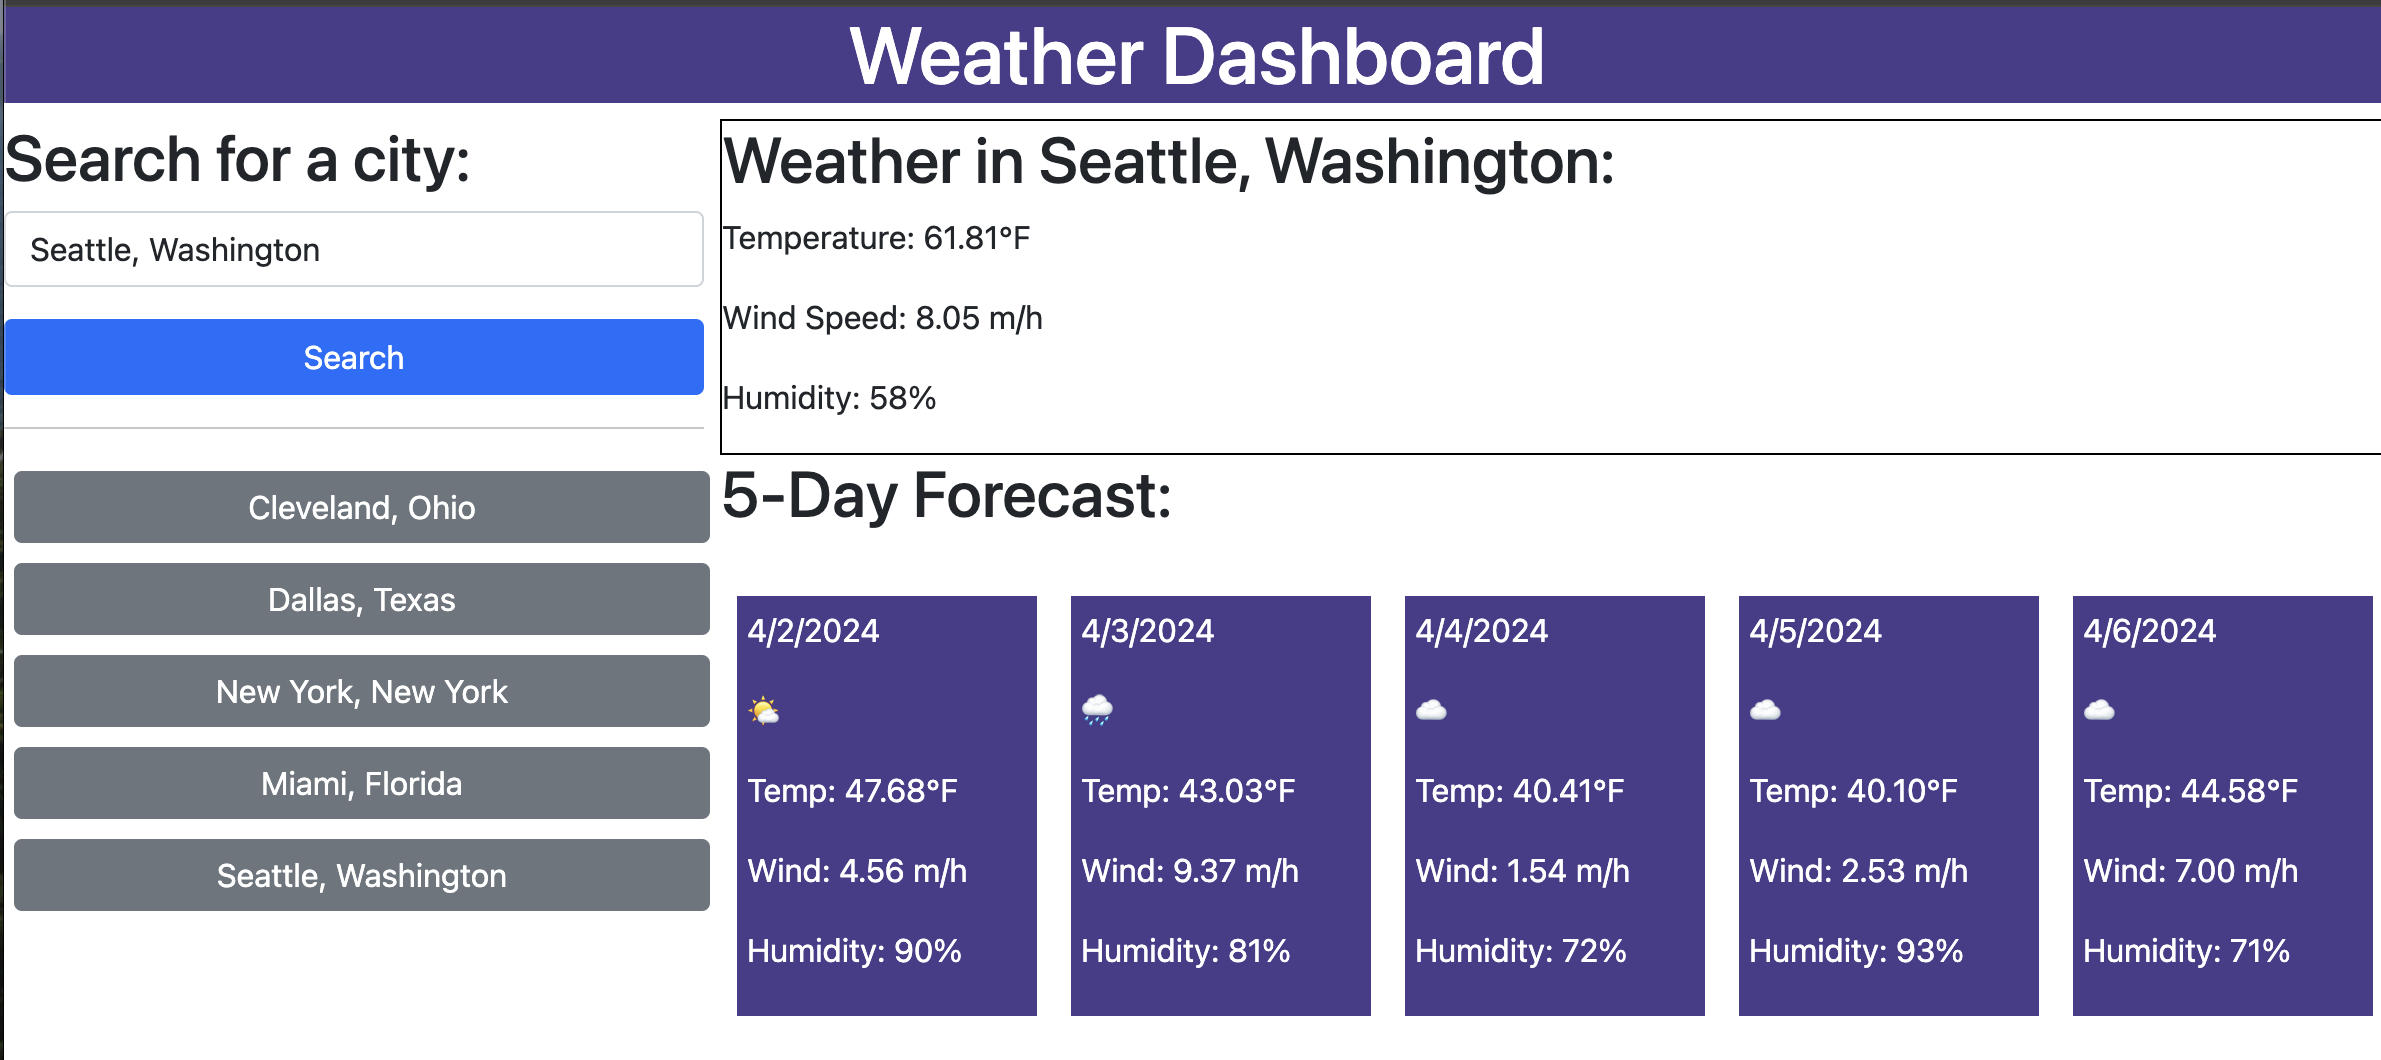 Weather Dashboard
Search for a city:
Seattle, Washington
Search
Cleveland, Ohio
Dallas, Texas
New York, New York
Miami, Florida
Seattle, Washington
Weather in Seattle, Washington:
Temperature: 61.81°F
Wind Speed: 8.05 m/h
Humidity: 58%
5-Day Forecast:
4/2/2024
Temp: 47.68°F
Wind: 4.56 m/h
Humidity: 90%
4/3/2024
Temp: 43.03°F
Wind: 9.37 m/h
Humidity: 81%
4/4/2024
Temp: 40.41°F
Wind: 1.54 m/h
Humidity: 72%
4/5/2024
Temp: 40.10°F
Wind: 2.53 m/h
Humidity: 93%
4/6/2024
Temp: 44.58°F
Wind: 7.00 m/h
Humidity: 71%